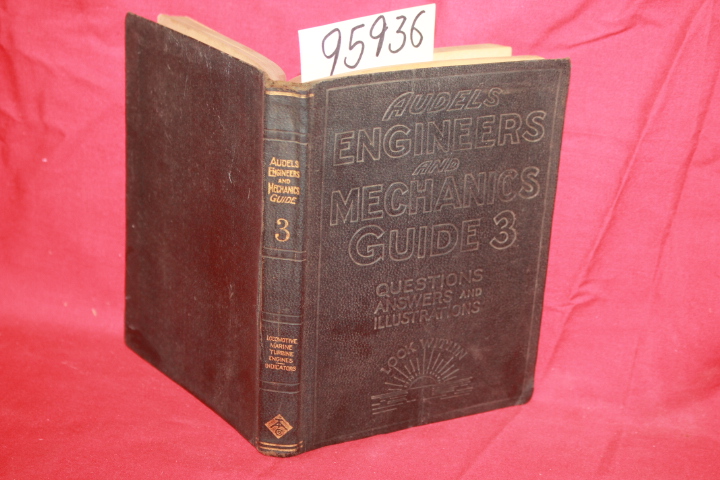 95936
AUDELS
ENGINEERS
AND
MECHANICS
GUIDE 3
QUESTIONS
ANSWERS AND
ILLUSTRATIONS
LOOK WITHIN
AUDELS
ENGINEERS
AND
MECHANICS
GUIDE
3
LOCOMOTIVE
MARINE
TURBINE
ENGINES
INDICATORS